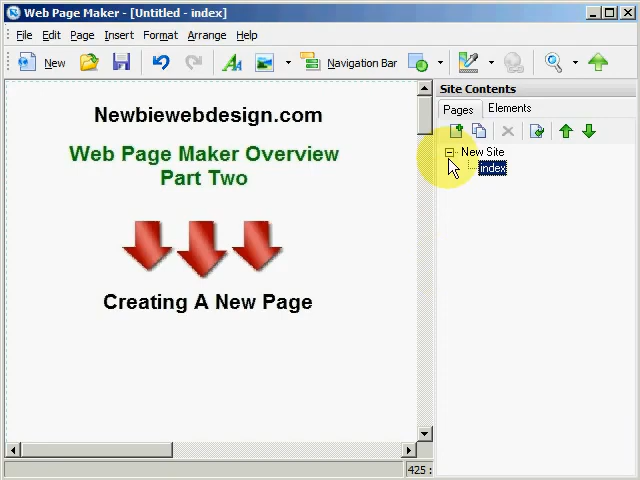 Web Page Maker - [Untitled - index]
File Edit Page Insert Format Arrange Help
New Navigation Bar
Site Contents
Pages Elements
New Site
index
Newbiewebdesign.com
Web Page Maker Overview
Part Two
Creating A New Page
425 :